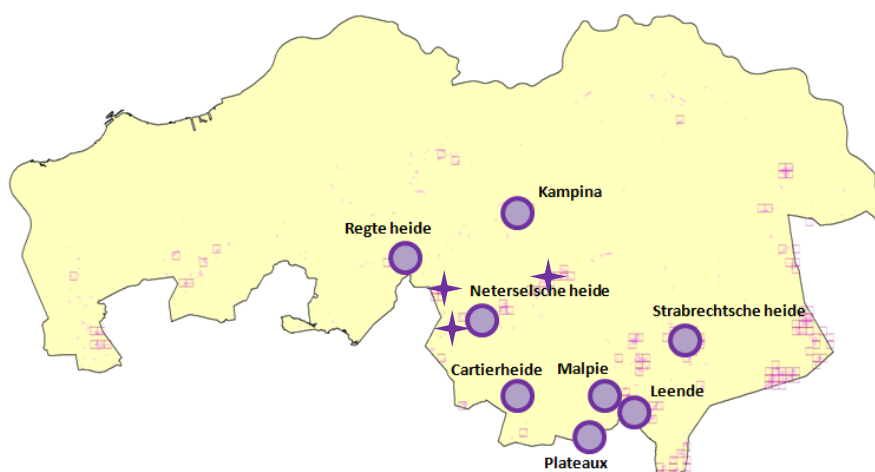 Kampina
Regte heide
Neterselsche heide
Strabrechtsche heide
Cartierheide
Malpie
Leende
Plateaux